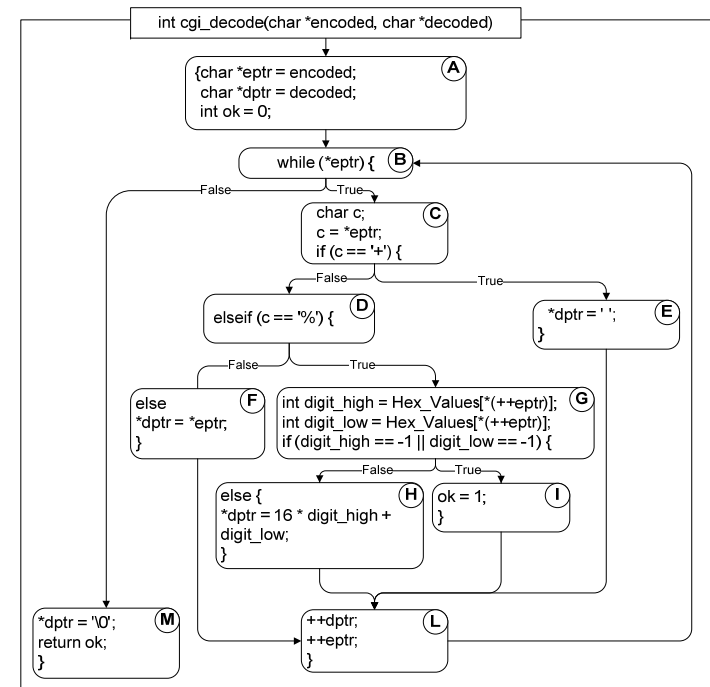 int cgi_decode(char *encoded, char *decoded)
A
{char *eptr = encoded;
char *dptr = decoded;
int ok = 0;
while (*eptr) {
B
False
True
char c;
c = *eptr;
if (c == '+') {
C
False
True
elseif (c == '%') {
D
*dptr = ' ';
}
E
False
True
else
*dptr = *eptr;
}
F
int digit_high = Hex_Values[*(++eptr)];
int digit_low = Hex_Values[*(++eptr)];
if (digit_high == -1 || digit_low == -1) {
G
False
True
else {
*dptr = 16 * digit_high +
digit_low;
}
H
ok = 1;
}
I
*dptr = '\0';
return ok;
}
M
++dptr;
++eptr;
}
L